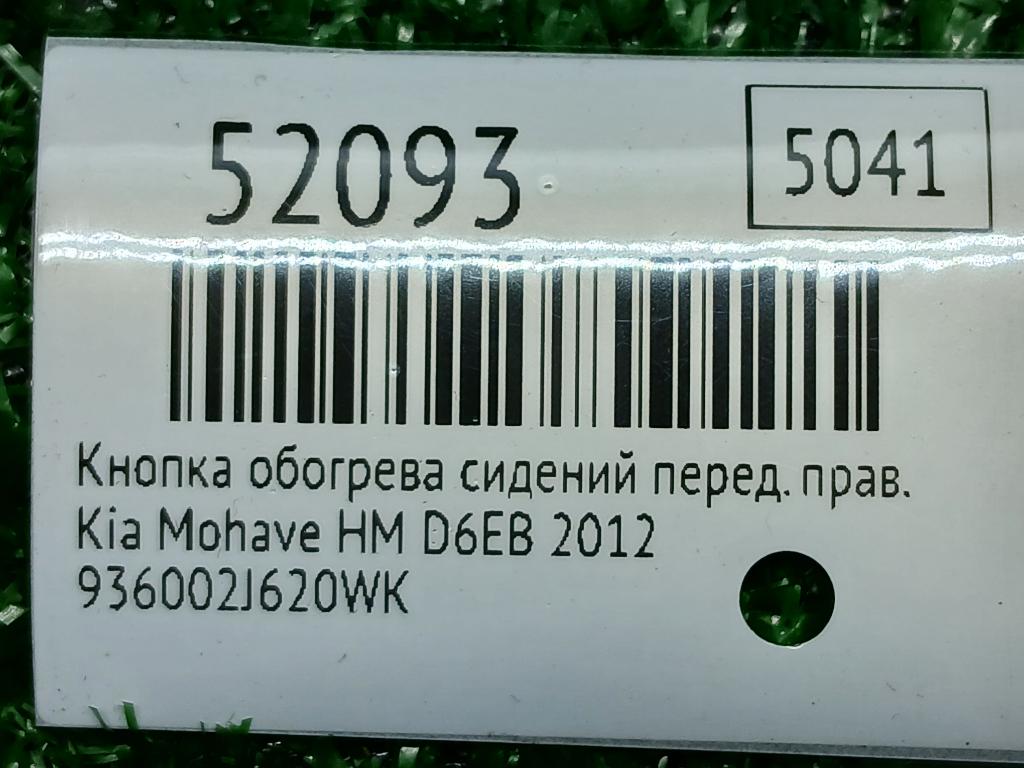 52093
5041
Кнопка обогрева сидений перед. прав.
Kia Mohave HM D6EB 2012
936002J620WK